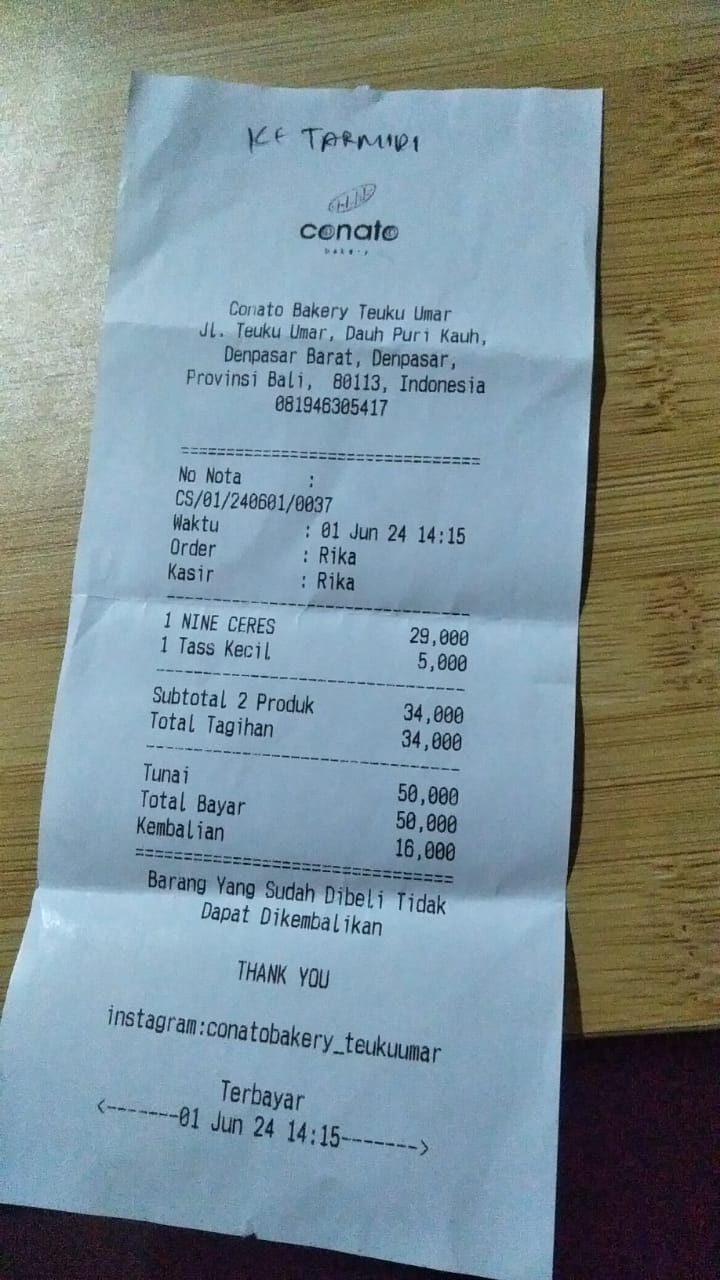 KE TARMIDI
conato
bakery
Conato Bakery Teuku Umar
Jl. Teuku Umar, Dauh Puri Kauh,
Denpasar Barat, Denpasar,
Provinsi Bali, 80113, Indonesia
081946305417
===============================
No Nota :
CS/01/240601/0037
Waktu : 01 Jun 24 14:15
Order : Rika
Kasir : Rika
-------------------------------
1 NINE CERES 29,000
1 Tass Kecil 5,000
-------------------------------
Subtotal 2 Produk 34,000
Total Tagihan 34,000
-------------------------------
Tunai 50,000
Total Bayar 50,000
Kembalian 16,000
===============================
Barang Yang Sudah Dibeli Tidak
Dapat Dikembalikan
THANK YOU
instagram:conatobakery_teukuumar
Terbayar
<-------01 Jun 24 14:15------->